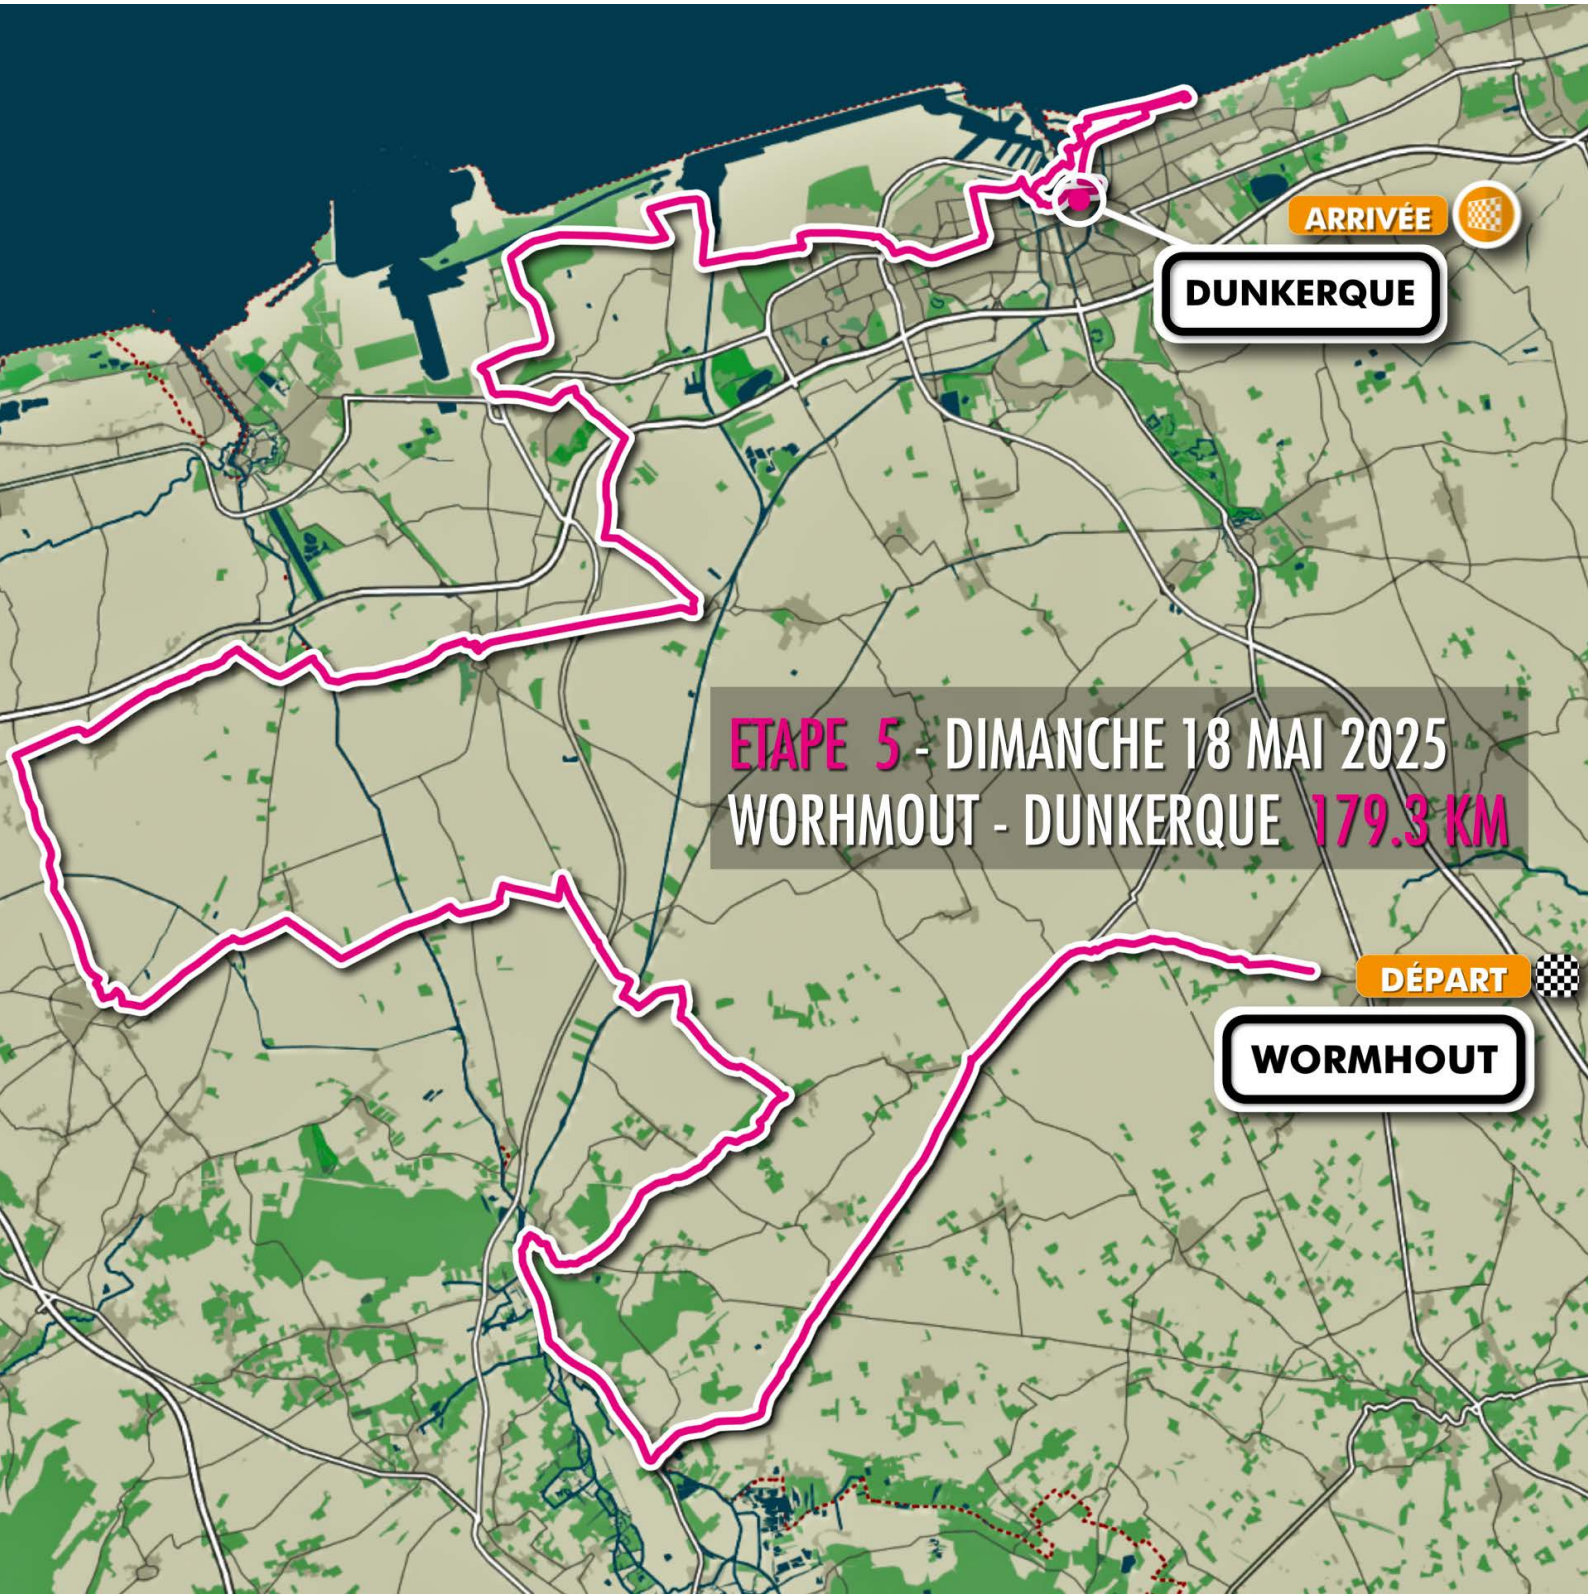 ARRIVÉE
DUNKERQUE
ETAPE 5 - DIMANCHE 18 MAI 2025
WORHMOUT - DUNKERQUE 179.3 KM
DÉPART
WORMHOUT